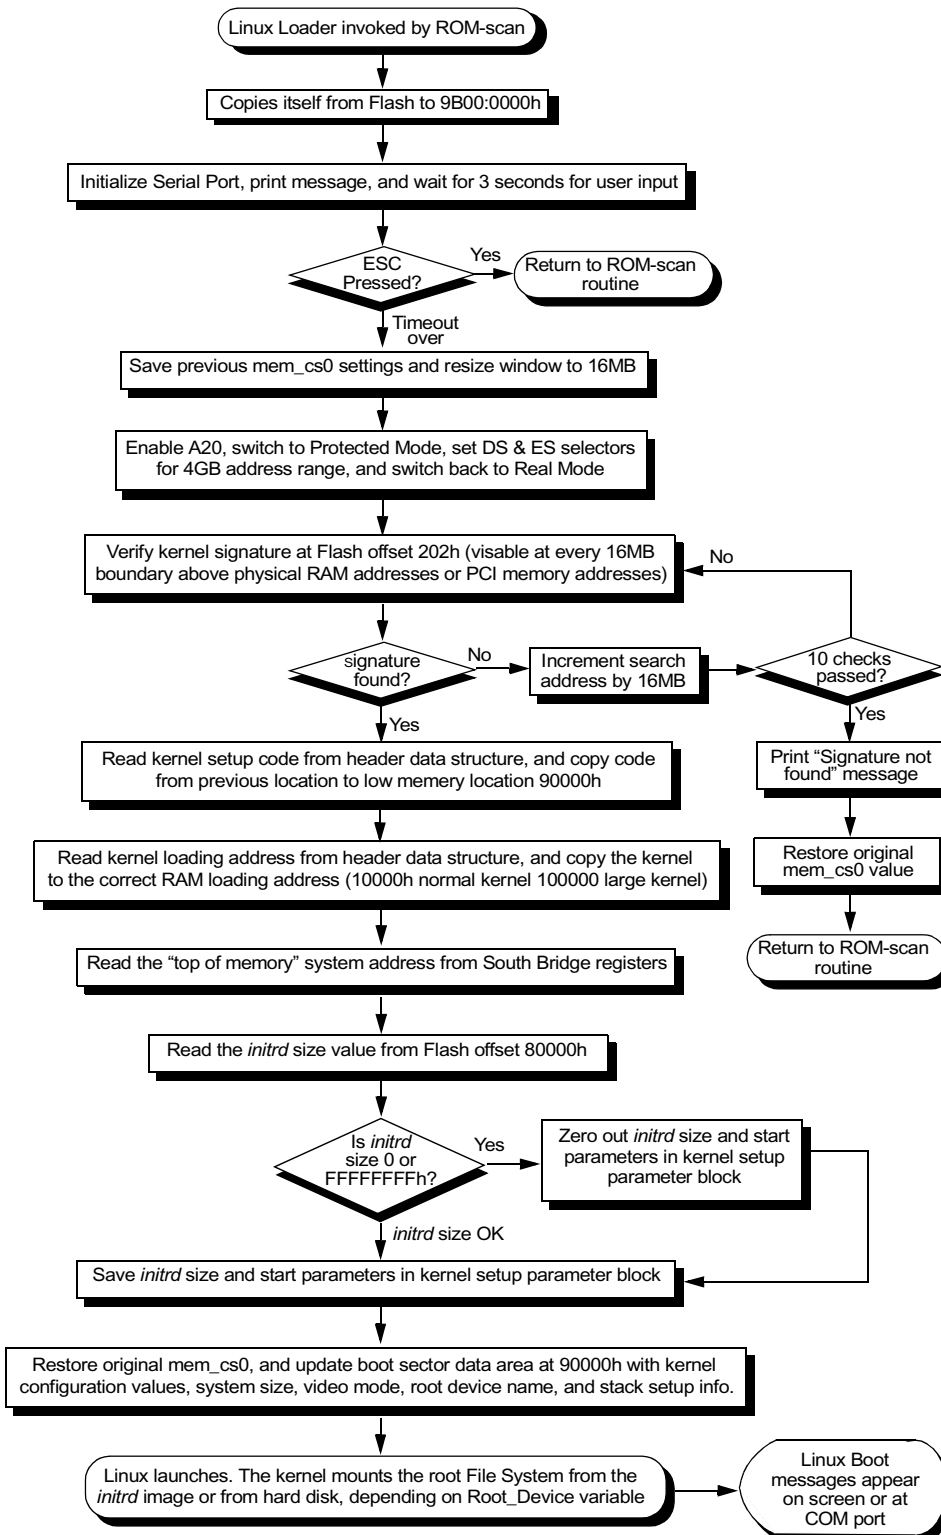 Linux Loader invoked by ROM-scan
Copies itself from Flash to 9B00:0000h
Initialize Serial Port, print message, and wait for 3 seconds for user input
ESC
Pressed?
Yes
Return to ROM-scan
routine
Timeout
over
Save previous mem_cs0 settings and resize window to 16MB
Enable A20, switch to Protected Mode, set DS & ES selectors
for 4GB address range, and switch back to Real Mode
Verify kernel signature at Flash offset 202h (visable at every 16MB
boundary above physical RAM addresses or PCI memory addresses)
No
signature
found?
No
Increment search
address by 16MB
10 checks
passed?
Yes
Yes
Read kernel setup code from header data structure, and copy code
from previous location to low memery location 90000h
Print “Signature not
found” message
Read kernel loading address from header data structure, and copy the kernel
to the correct RAM loading address (10000h normal kernel 100000 large kernel)
Restore original
mem_cs0 value
Read the “top of memory” system address from South Bridge registers
Return to ROM-scan
routine
Read the initrd size value from Flash offset 80000h
Is initrd
size 0 or
FFFFFFFFh?
Yes
Zero out initrd size and start
parameters in kernel setup
parameter block
initrd size OK
Save initrd size and start parameters in kernel setup parameter block
Restore original mem_cs0, and update boot sector data area at 90000h with kernel
configuration values, system size, video mode, root device name, and stack setup info.
Linux launches. The kernel mounts the root File System from the
initrd image or from hard disk, depending on Root_Device variable
Linux Boot
messages appear
on screen or at
COM port